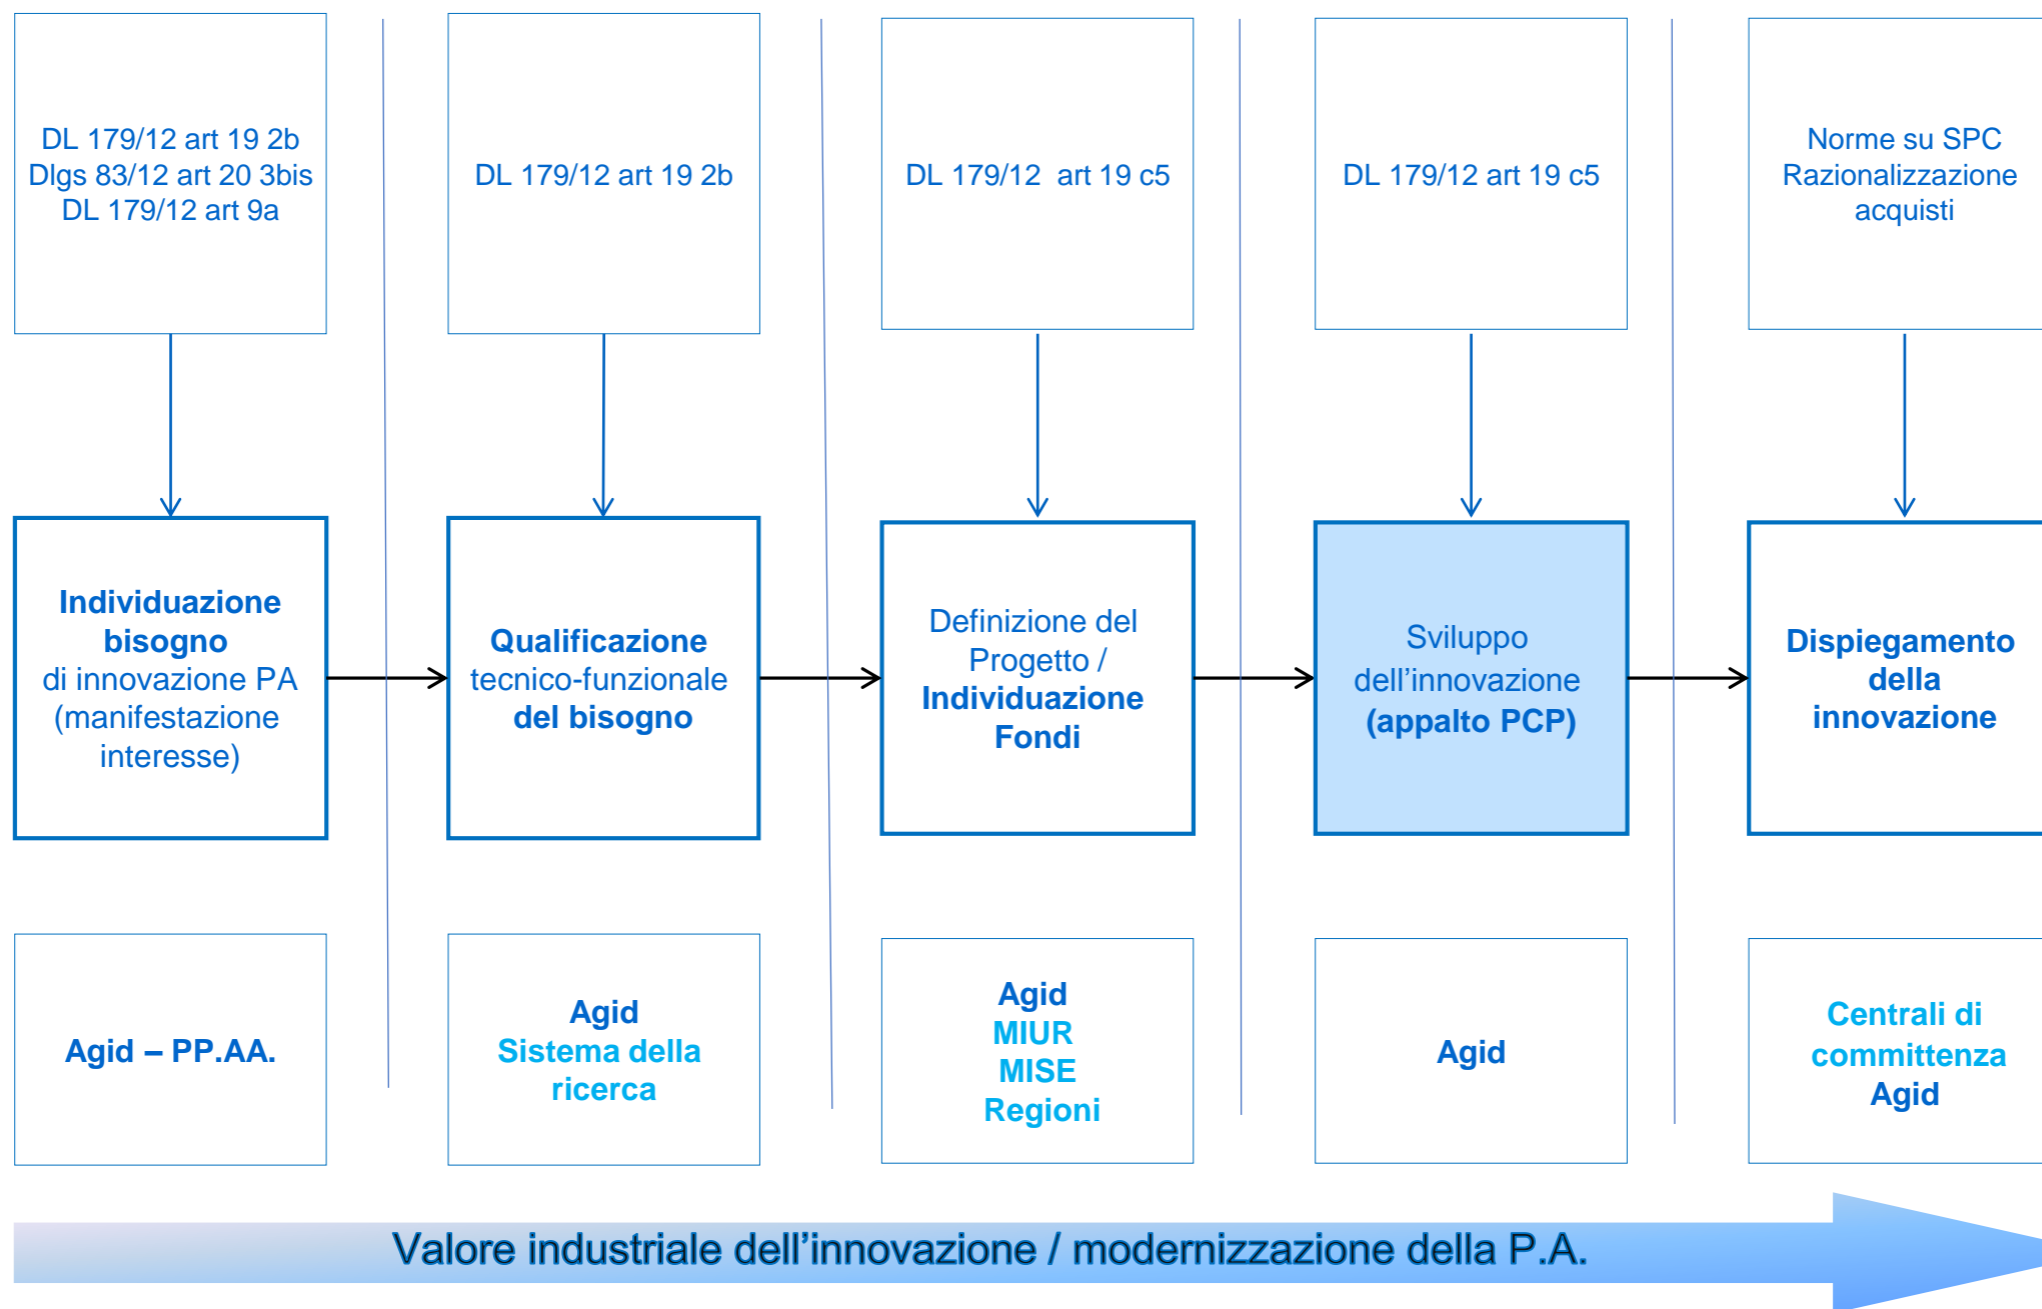 DL 179/12 art 19 2b
Dlgs 83/12 art 20 3bis
DL 179/12 art 9a
DL 179/12 art 19 2b
DL 179/12  art 19 c5
DL 179/12 art 19 c5
Norme su SPC
Razionalizzazione
acquisti
Individuazione
bisogno
di innovazione PA
(manifestazione
interesse)
Qualificazione
tecnico-funzionale
del bisogno
Definizione del
Progetto /
Individuazione
Fondi
Sviluppo
dell’innovazione
(appalto PCP)
Dispiegamento
della
innovazione
Agid – PP.AA.
Agid
Sistema della
ricerca
Agid
MIUR
MISE
Regioni
Agid
Centrali di
committenza
Agid
Valore industriale dell’innovazione / modernizzazione della P.A.